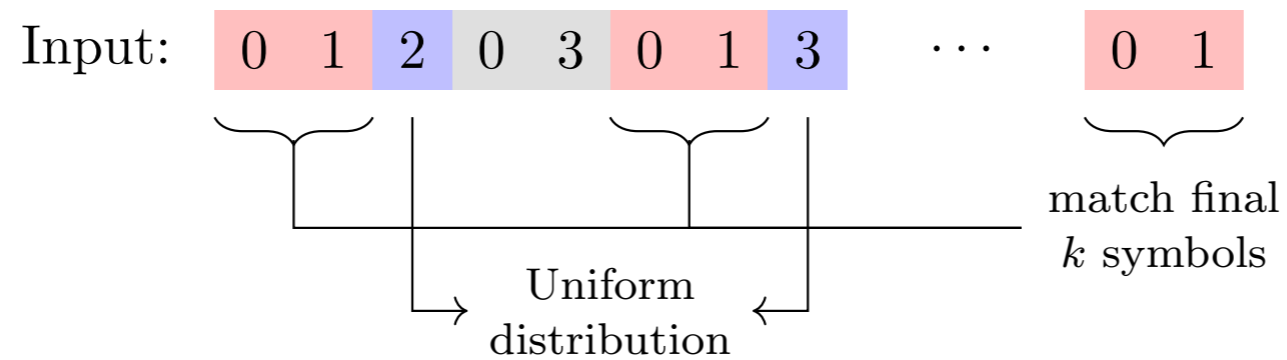 Input: 0 1 2 0 3 0 1 3 ⋯ 0 1
match final
k symbols
Uniform
distribution